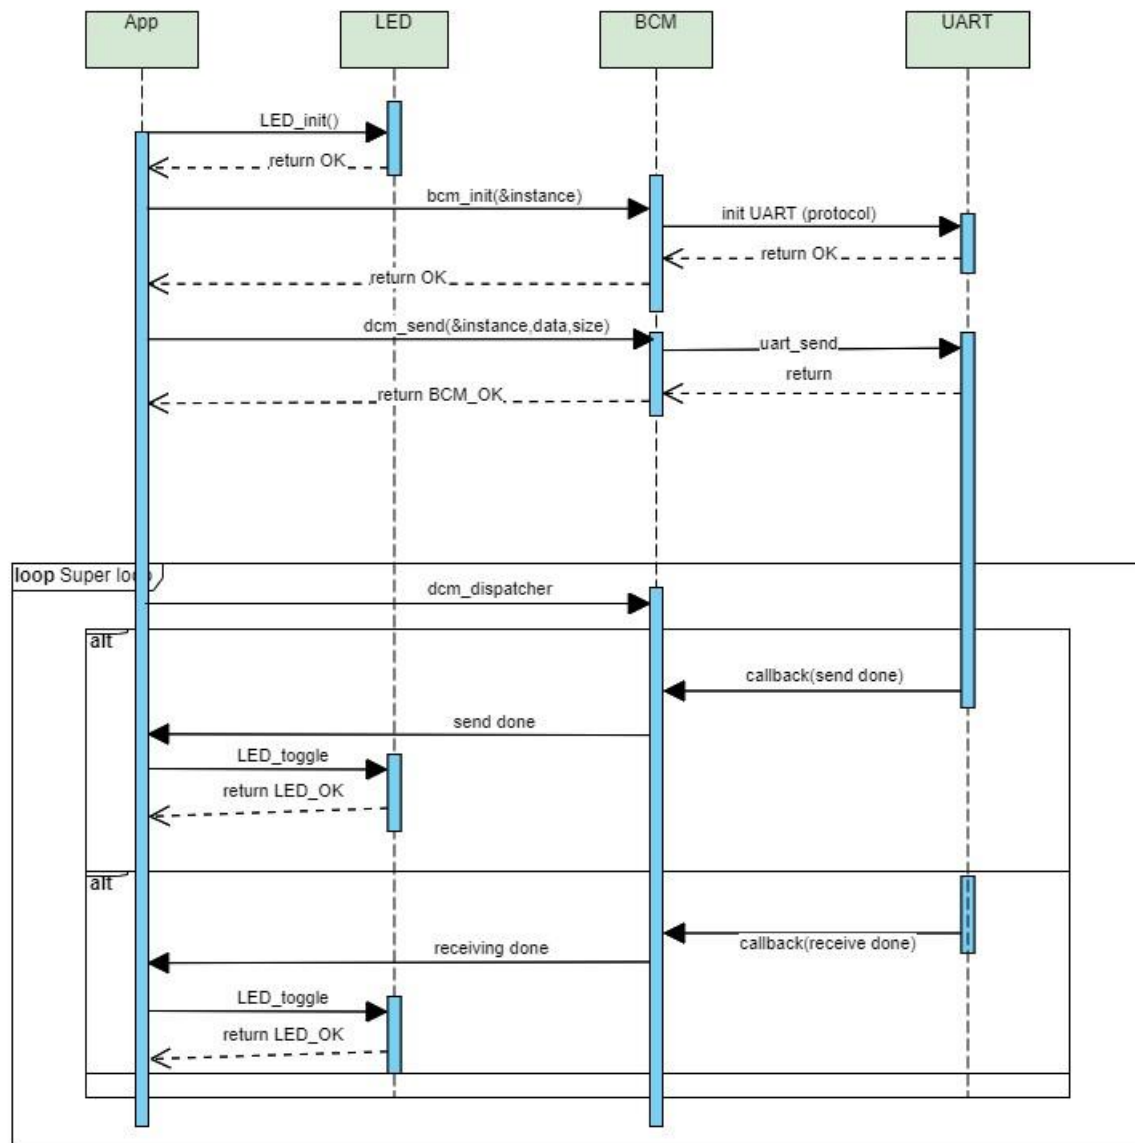 App
LED
BCM
UART
LED_init()
return OK
bcm_init(&instance)
init UART (protocol)
return OK
return OK
dcm_send(&instance,data,size)
uart_send
return
return BCM_OK
loop Super loop
dcm_dispatcher
alt
callback(send done)
send done
LED_toggle
return LED_OK
alt
callback(receive done)
receiving done
LED_toggle
return LED_OK